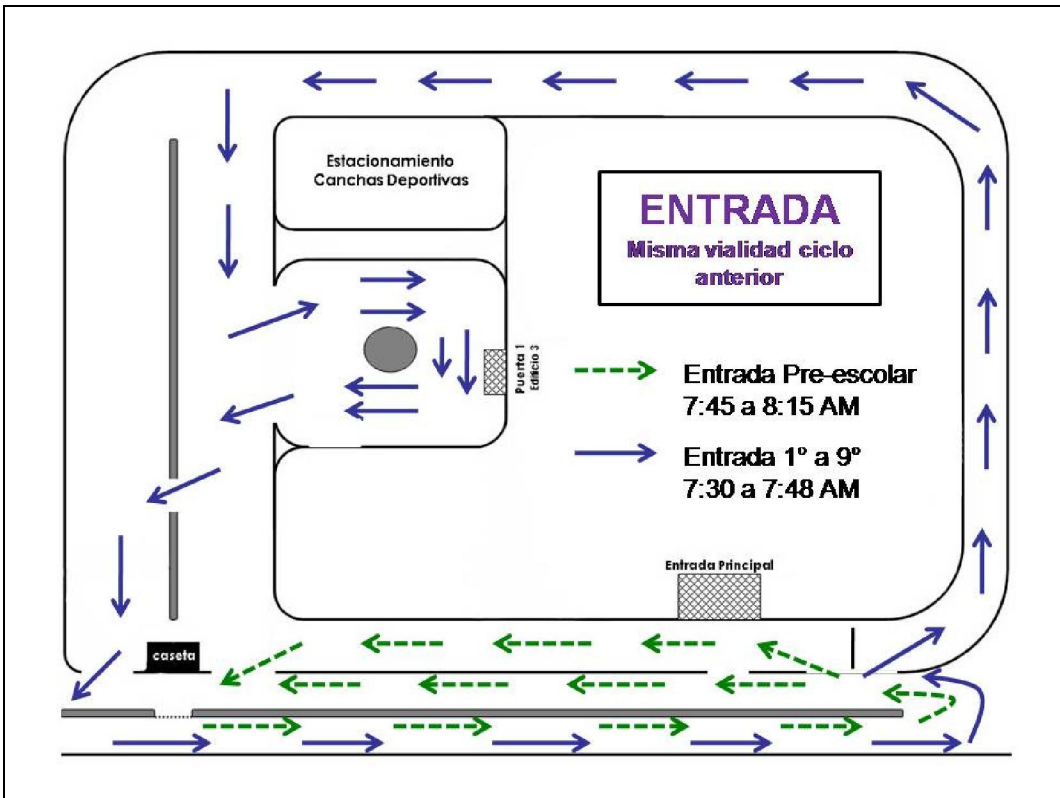 Estacionamiento
Canchas Deportivas
ENTRADA
Misma vialidad ciclo
anterior
Puerta 1
Edificio 3
Entrada Pre-escolar
7:45 a 8:15 AM
Entrada 1º a 9º
7:30 a 7:48 AM
Entrada Principal
caseta